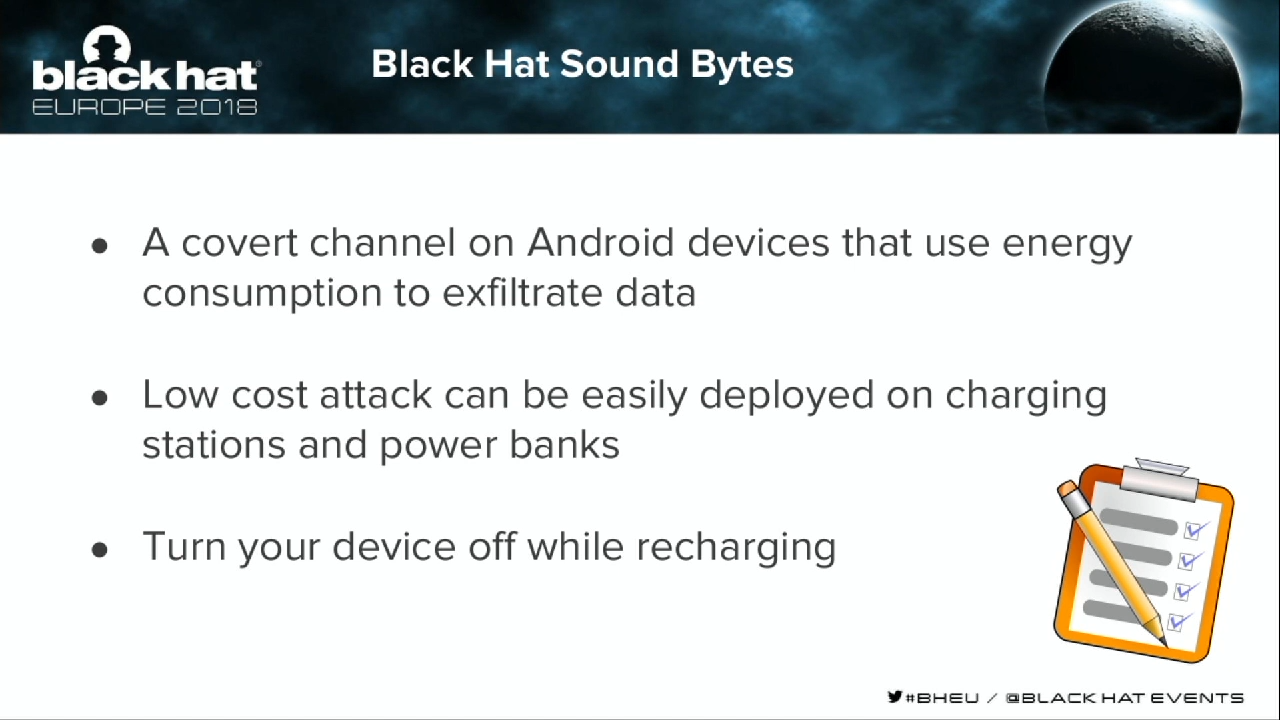 black hat®
EUROPE 2018
Black Hat Sound Bytes
● A covert channel on Android devices that use energy
consumption to exfiltrate data
● Low cost attack can be easily deployed on charging
stations and power banks
● Turn your device off while recharging
#BHEU / @BLACK HAT EVENTS